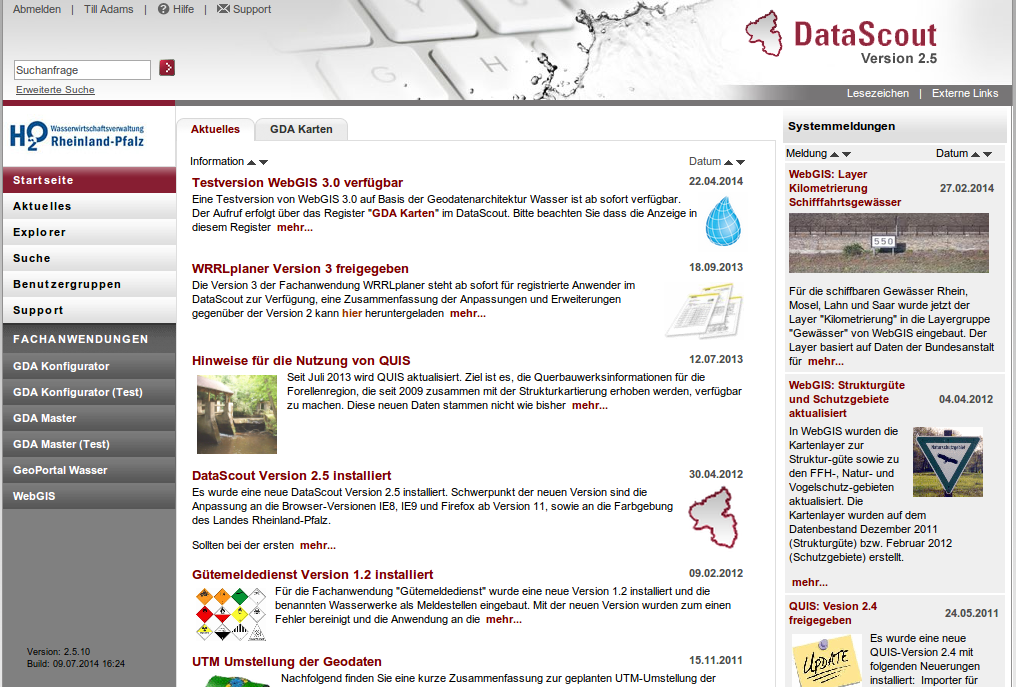 Abmelden | Till Adams | Hilfe | Support
Suchanfrage
Erweiterte Suche
G
H
DataScout
Version 2.5
Lesezeichen | Externe Links
H2O Wasserwirtschaftsverwaltung
Rheinland-Pfalz
Startseite
Aktuelles
Explorer
Suche
Benutzergruppen
Support
FACHANWENDUNGEN
GDA Konfigurator
GDA Konfigurator (Test)
GDA Master
GDA Master (Test)
GeoPortal Wasser
WebGIS
Version: 2.5.10
Build: 09.07.2014 16:24
Aktuelles GDA Karten
Information Datum
Testversion WebGIS 3.0 verfügbar 22.04.2014
Eine Testversion von WebGIS 3.0 auf Basis der Geodatenarchitektur Wasser ist ab sofort verfügbar.
Der Aufruf erfolgt über das Register "GDA Karten" im DataScout. Bitte beachten Sie dass die Anzeige in
diesem Register mehr...
WRRLplaner Version 3 freigegeben 18.09.2013
Die Version 3 der Fachanwendung WRRLplaner steht ab sofort für registrierte Anwender im
DataScout zur Verfügung, eine Zusammenfassung der Anpassungen und Erweiterungen
gegenüber der Version 2 kann hier heruntergeladen mehr...
Hinweise für die Nutzung von QUIS 12.07.2013
Seit Juli 2013 wird QUIS aktualisiert. Ziel ist es, die Querbauwerksinformationen für die
Forellenregion, die seit 2009 zusammen mit der Strukturkartierung erhoben werden, verfügbar
zu machen. Diese neuen Daten stammen nicht wie bisher mehr...
DataScout Version 2.5 installiert 30.04.2012
Es wurde eine neue DataScout Version 2.5 installiert. Schwerpunkt der neuen Version sind die
Anpassung an die Browser-Versionen IE8, IE9 und Firefox ab Version 11, sowie an die Farbgebung
des Landes Rheinland-Pfalz.
Sollten bei der ersten mehr...
Gütemeldedienst Version 1.2 installiert 09.02.2012
Für die Fachanwendung "Gütemeldedienst" wurde eine neue Version 1.2 installiert und die
benannten Wasserwerke als Meldestellen eingebaut. Mit der neuen Version wurden zum einen
Fehler bereinigt und die Anwendung an die mehr...
UTM Umstellung der Geodaten 15.11.2011
Nachfolgend finden Sie eine kurze Zusammenfassung zur geplanten UTM-Umstellung der
Systemmeldungen
Meldung Datum
WebGIS: Layer
Kilometrierung 27.02.2014
Schifffahrtsgewässer
550
Für die schiffbaren Gewässer Rhein,
Mosel, Lahn und Saar wurde jetzt der
Layer "Kilometrierung" in die Layergruppe
"Gewässer" von WebGIS eingebaut. Der
Layer basiert auf Daten der Bundesanstalt
für mehr...
WebGIS: Strukturgüte
und Schutzgebiete 04.04.2012
aktualisiert
In WebGIS wurden die
Kartenlayer zur
Struktur-güte sowie zu
den FFH-, Natur- und
Vogelschutz-gebieten
aktualisiert. Die
Kartenlayer wurden auf dem
Datenbestand Dezember 2011
(Strukturgüte) bzw. Februar 2012
(Schutzgebiete) erstellt.
mehr...
QUIS: Vesion 2.4
freigegeben 24.05.2011
UPDATE
Es wurde eine neue
QUIS-Version 2.4 mit
folgenden Neuerungen
installiert: Importer für